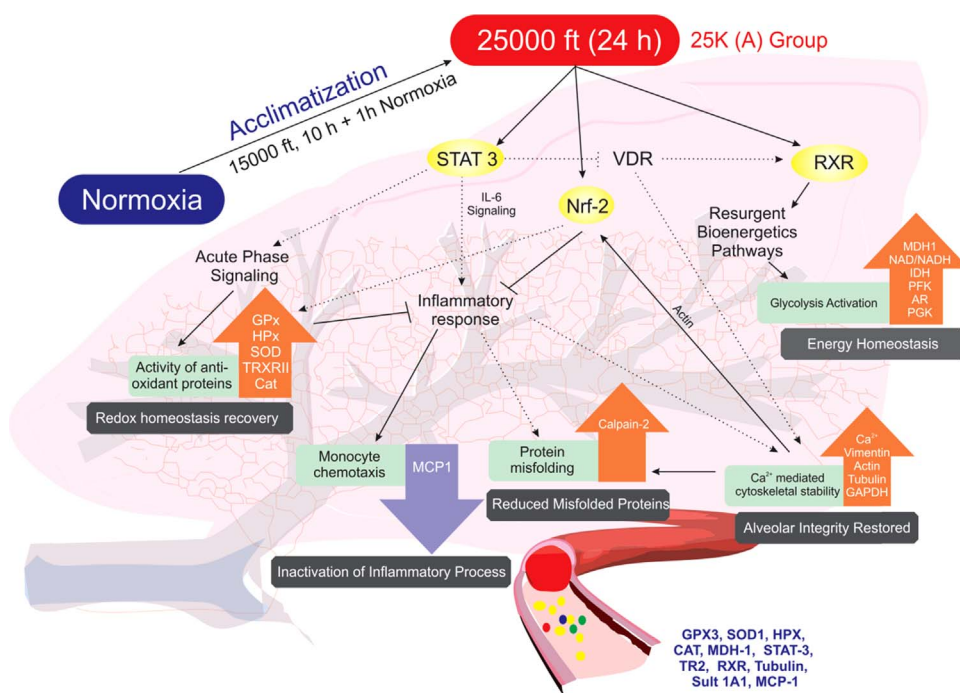 25000 ft (24 h)
25K (A) Group
Acclimatization
15000 ft, 10 h + 1h Normoxia
Normoxia
STAT 3
VDR
RXR
IL-6
Signaling
Nrf-2
Resurgent
Bioenergetics
Pathways
Acute Phase
Signaling
MDH1
NAD/NADH
IDH
PFK
AR
PGK
Glycolysis Activation
Energy Homeostasis
Inflammatory
response
Actin
GPx
HPx
SOD
TRXRII
Cat
Activity of anti-
oxidant proteins
Redox homeostasis recovery
Monocyte
chemotaxis
MCP1
Inactivation of Inflammatory Process
Protein
misfolding
Calpain-2
Reduced Misfolded Proteins
Ca²⁺ mediated
cytoskeletal stability
Ca²⁺
Vimentin
Actin
Tubulin
GAPDH
Alveolar Integrity Restored
GPX3, SOD1, HPX,
CAT, MDH-1, STAT-3,
TR2, RXR, Tubulin,
Sult 1A1, MCP-1